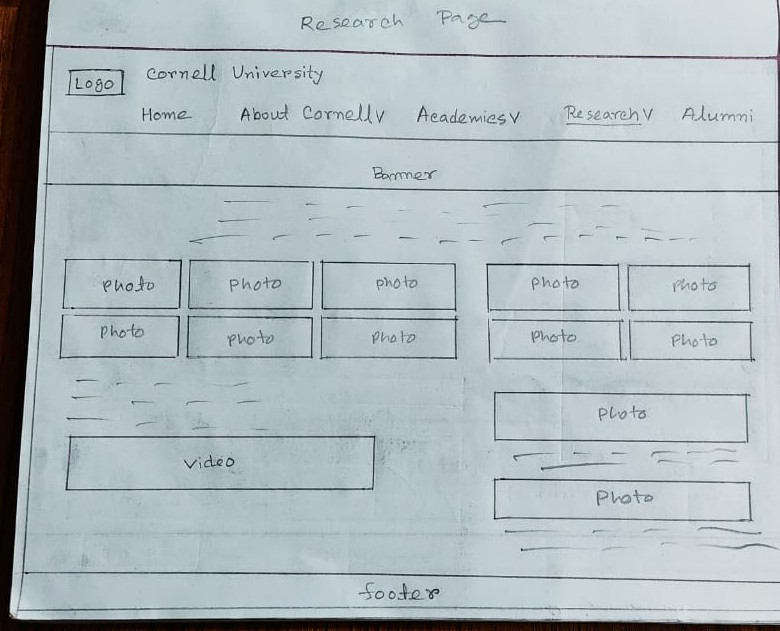 Research Page
Logo Cornell University
Home About Cornell v Academics v Research v Alumni
Banner
photo photo photo photo photo
photo photo photo photo photo
photo
video
photo
footer